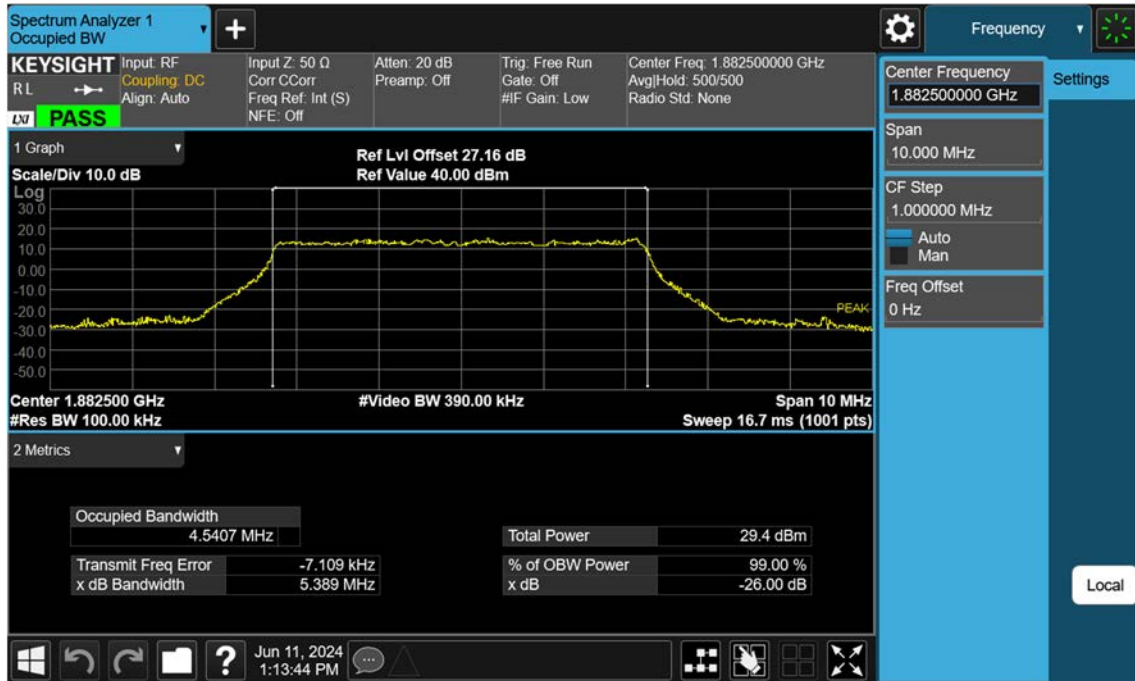 Spectrum Analyzer 1
Occupied BW
+
Frequency
KEYSIGHT
RL
LXI PASS
Input: RF
Coupling: DC
Align: Auto
Input Z: 50 Ω
Corr CCorr
Freq Ref: Int (S)
NFE: Off
Atten: 20 dB
Preamp: Off
Trig: Free Run
Gate: Off
#IF Gain: Low
Center Freq: 1.882500000 GHz
Avg|Hold: 500/500
Radio Std: None
Center Frequency
1.882500000 GHz
Settings
Span
10.000 MHz
CF Step
1.000000 MHz
Auto
Man
Freq Offset
0 Hz
Local
1 Graph
Scale/Div 10.0 dB
Ref Lvl Offset 27.16 dB
Ref Value 40.00 dBm
Log
30.0
20.0
10.0
0.00
-10.0
-20.0
-30.0
-40.0
-50.0
PEAK
Center 1.882500 GHz
#Video BW 390.00 kHz
Span 10 MHz
#Res BW 100.00 kHz
Sweep 16.7 ms (1001 pts)
2 Metrics
Occupied Bandwidth
4.5407 MHz
Total Power 29.4 dBm
Transmit Freq Error -7.109 kHz
% of OBW Power 99.00 %
x dB Bandwidth 5.389 MHz
x dB -26.00 dB
?
Jun 11, 2024
1:13:44 PM